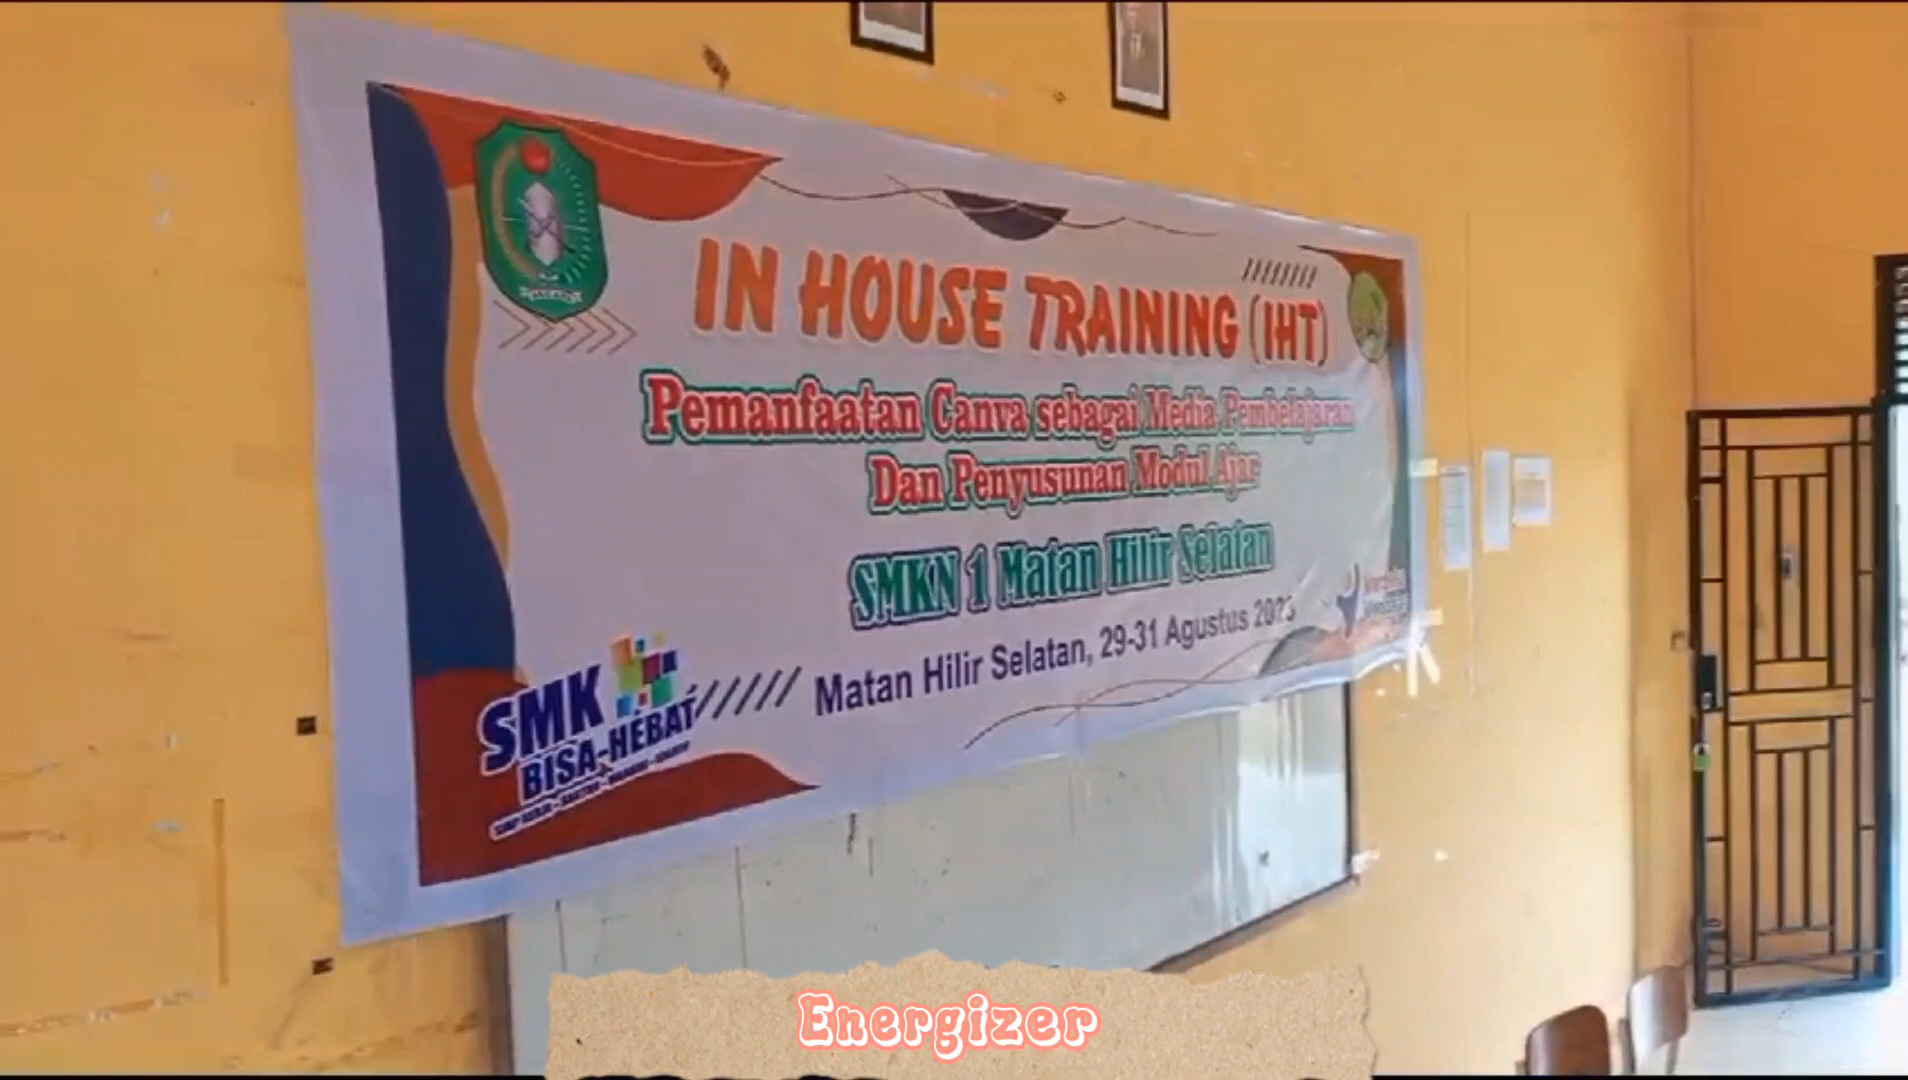 IN HOUSE TRAINING (IHT)
Pemanfaatan Canva sebagai Media Pembelajaran
Dan Penyusunan Modul Ajar
SMKN 1 Matan Hilir Selatan
Matan Hilir Selatan, 29-31 Agustus 2023
SMK
BISA-HEBAT
Energizer